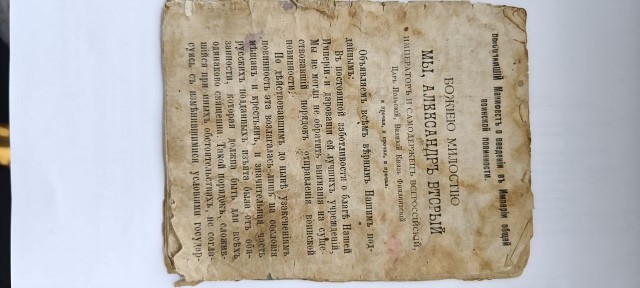 Высочайшій Манифестъ о введеніи въ Имперіи общей
воинской повинности.
БОЖІЕЮ МИЛОСТІЮ
МЫ, АЛЕКСАНДРЪ ВТОРЫЙ
ИМПЕРАТОРЪ И САМОДЕРЖЕЦЪ ВСЕРОССІЙСКІЙ,
Царь Польскій, Великій Князь Финляндскій
и прочая, и прочая, и прочая.
Объявляемъ всѣмъ вѣрнымъ Нашимъ под-
даннымъ:
Въ постоянной заботливости о благѣ Нашей
Имперіи и дарованіи ей лучшихъ учрежденій,
Мы не могли не обратить вниманія на суще-
ствовавшій порядокъ отправленія воинской
повинности:
По дѣйствовавшимъ до нынѣ узаконеніямъ
повинность эта возлагалась лишь на сословія
мѣщанъ и крестьянъ, и значительная часть
русскихъ подданныхъ изъята была отъ обя-
занности, которая должна быть для всѣхъ
одинаково священна. Такой порядокъ, сложив-
шійся при иныхъ обстоятельствахъ, не согла-
суясь съ измѣнившимися условіями государ-